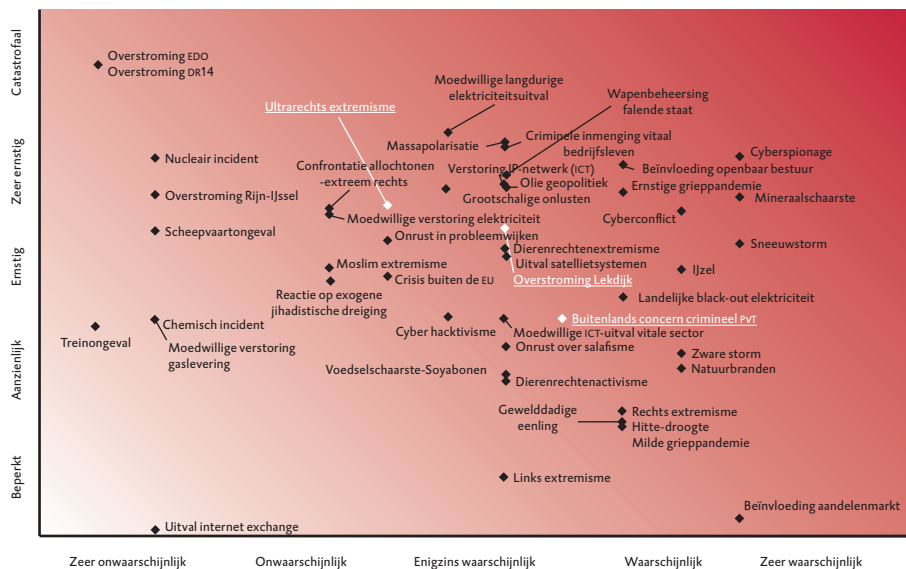 Catastrofaal
Zeer ernstig
Ernstig
Aanzienlijk
Beperkt
Overstroming EDO
Overstroming DR14
Moedwillige langdurige
elektriciteitsuitval
Wapenbeheersing
falende staat
Ultrarechts extremisme
Massapolarisatie
Criminele inmenging vitaal
bedrijfsleven
Nucleair incident
Confrontatie allochtonen
-extreem rechts
Verstoring IP-netwerk (ICT)
Beïnvloeding openbaar bestuur
Cyberspionage
Olie geopolitiek
Ernstige grieppandemie
Overstroming Rijn-IJssel
Grootschalige onlusten
Mineraalschaarste
Moedwillige verstoring elektriciteit
Cyberconflict
Scheepvaartongeval
Onrust in probleemwijken
Dierenrechtenextremisme
Sneeuwstorm
Uitval satellietsystemen
Moslim extremisme
IJzel
Crisis buiten de EU
Overstroming Lekdijk
Reactie op exogene
jihadistische dreiging
Landelijke black-out elektriciteit
Buitenlands concern crimineel PvT
Chemisch incident
Cyber hacktivisme
Moedwillige ICT-uitval vitale sector
Treinongeval
Moedwillige verstoring
gaslevering
Onrust over salafisme
Zware storm
Voedselschaarste-Soyabonen
Natuurbranden
Dierenrechtenactivisme
Gewelddadige
eenling
Rechts extremisme
Hitte-droogte
Milde grieppandemie
Links extremisme
Beïnvloeding aandelenmarkt
Uitval internet exchange
Zeer onwaarschijnlijk
Onwaarschijnlijk
Enigzins waarschijnlijk
Waarschijnlijk
Zeer waarschijnlijk